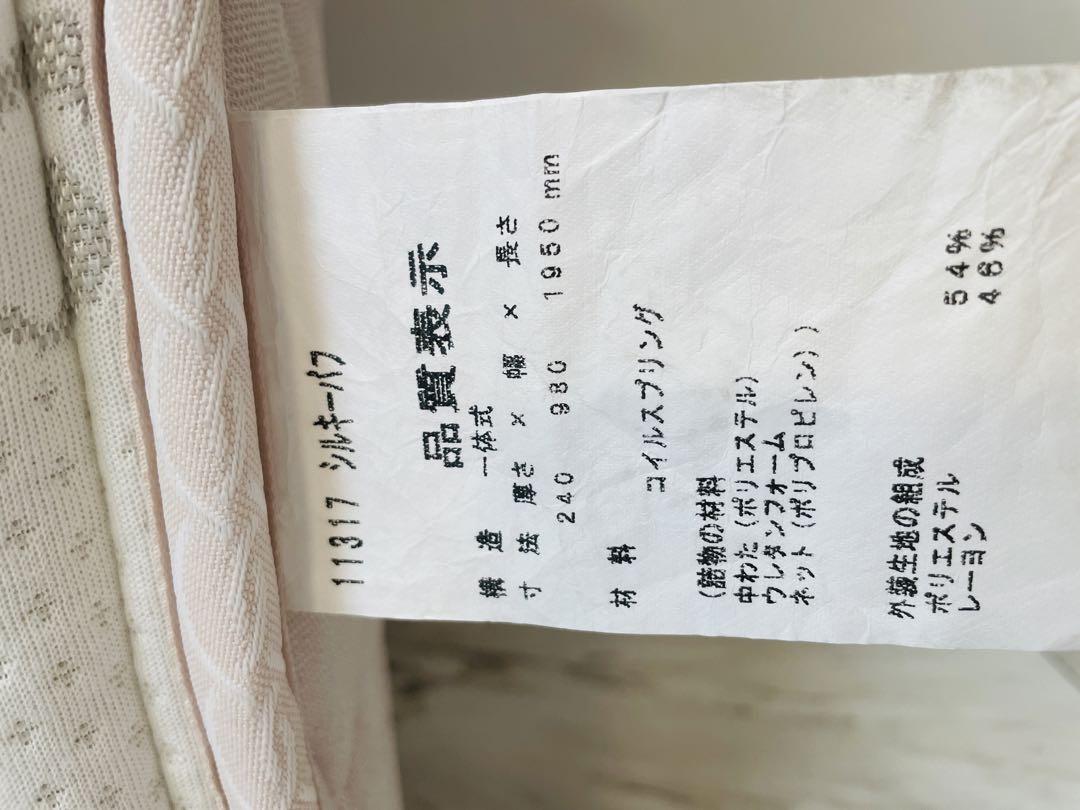 11317 シルキーパフ
品質表示
構造 一体式
寸法 厚さ × 幅 × 長さ
240 980 1950 mm
材料 コイルスプリング
(詰物の材料
中わた(ポリエステル)
ウレタンフォーム
ネット(ポリプロピレン))
外装生地の組成
ポリエステル 54%
レーヨン 46%